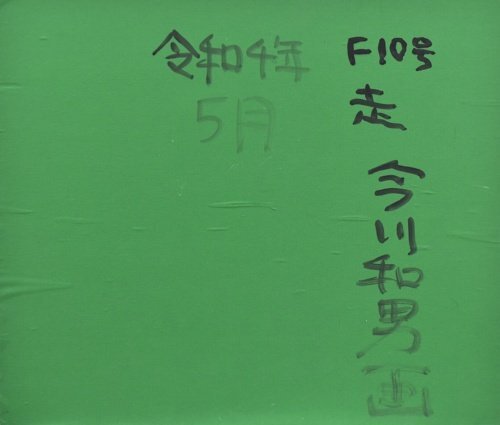 F10号
走
今川和男画
令和4年
5月